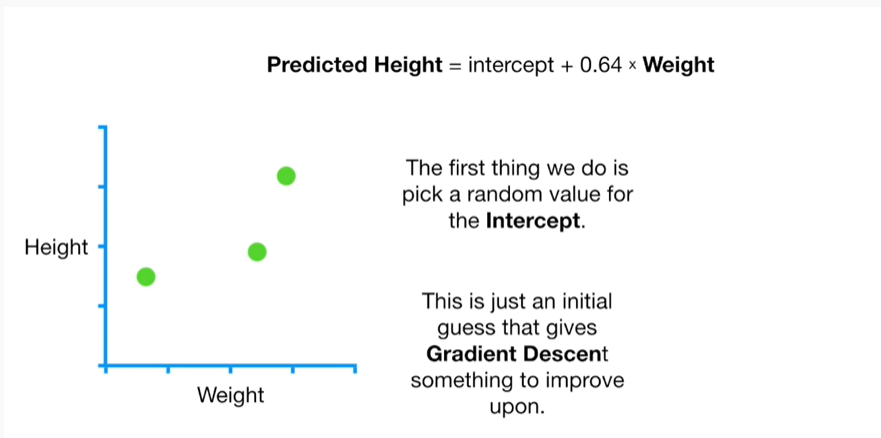 Predicted Height = intercept + 0.64 × Weight
The first thing we do is
pick a random value for
the Intercept.
Height
This is just an initial
guess that gives
Gradient Descent
something to improve
upon.
Weight